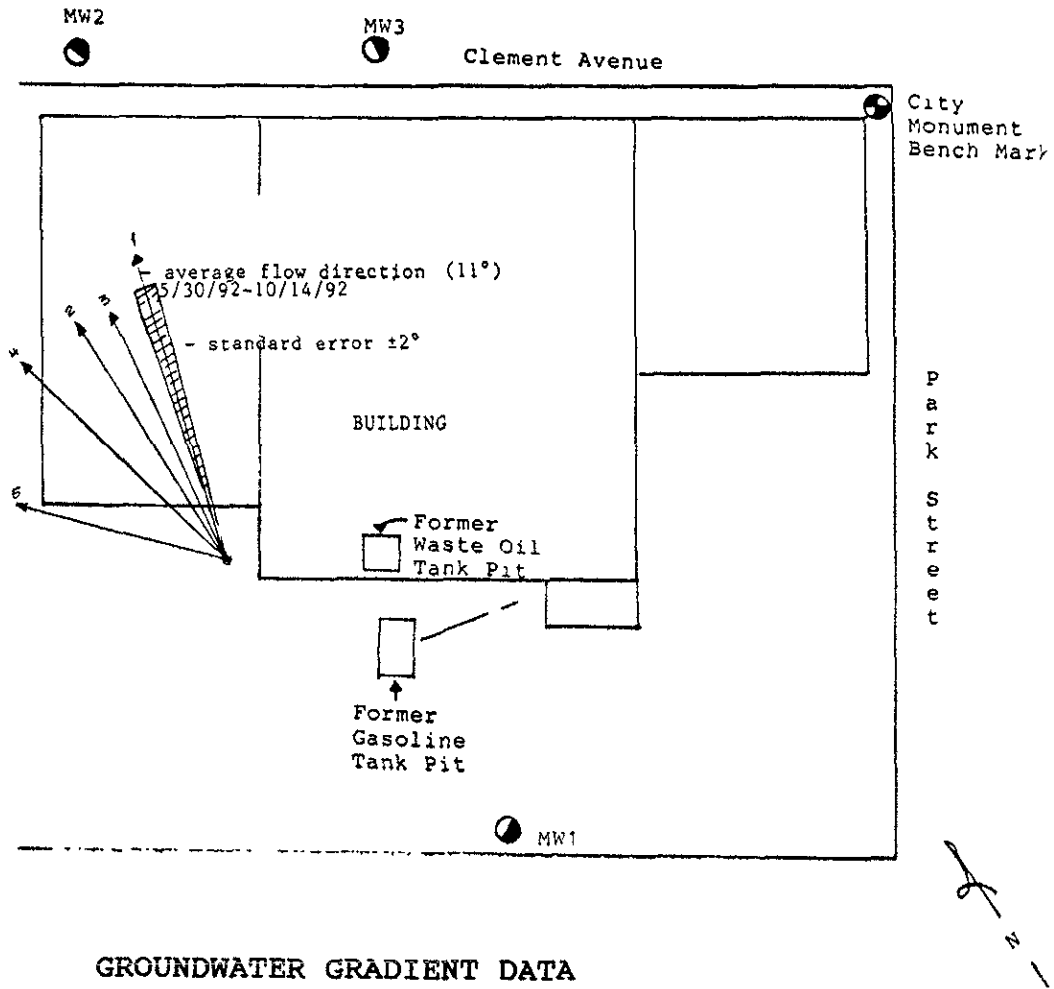 MW2
MW3
Clement Avenue
City
Monument
Bench Mark
1
average flow direction (11°)
5/30/92-10/14/92
2
3
- standard error ±2°
4
BUILDING
Park Street
Former
Waste Oil
Tank Pit
Former
Gasoline
Tank Pit
MW1
N
GROUNDWATER GRADIENT DATA